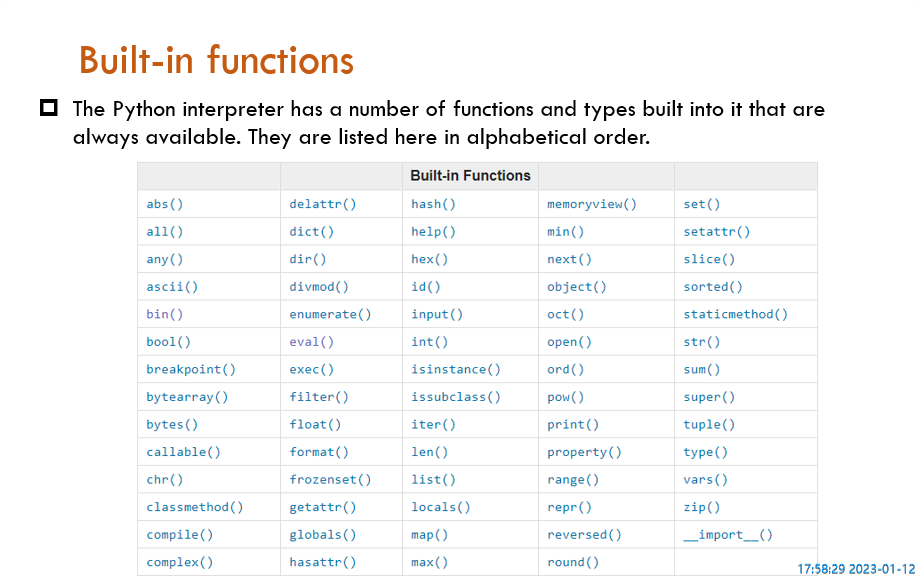 Built-in functions
The Python interpreter has a number of functions and types built into it that are
always available. They are listed here in alphabetical order.
Built-in Functions
abs() delattr() hash() memoryview() set()
all() dict() help() min() setattr()
any() dir() hex() next() slice()
ascii() divmod() id() object() sorted()
bin() enumerate() input() oct() staticmethod()
bool() eval() int() open() str()
breakpoint() exec() isinstance() ord() sum()
bytearray() filter() issubclass() pow() super()
bytes() float() iter() print() tuple()
callable() format() len() property() type()
chr() frozenset() list() range() vars()
classmethod() getattr() locals() repr() zip()
compile() globals() map() reversed() __import__()
complex() hasattr() max() round()
17:58:29 2023-01-12